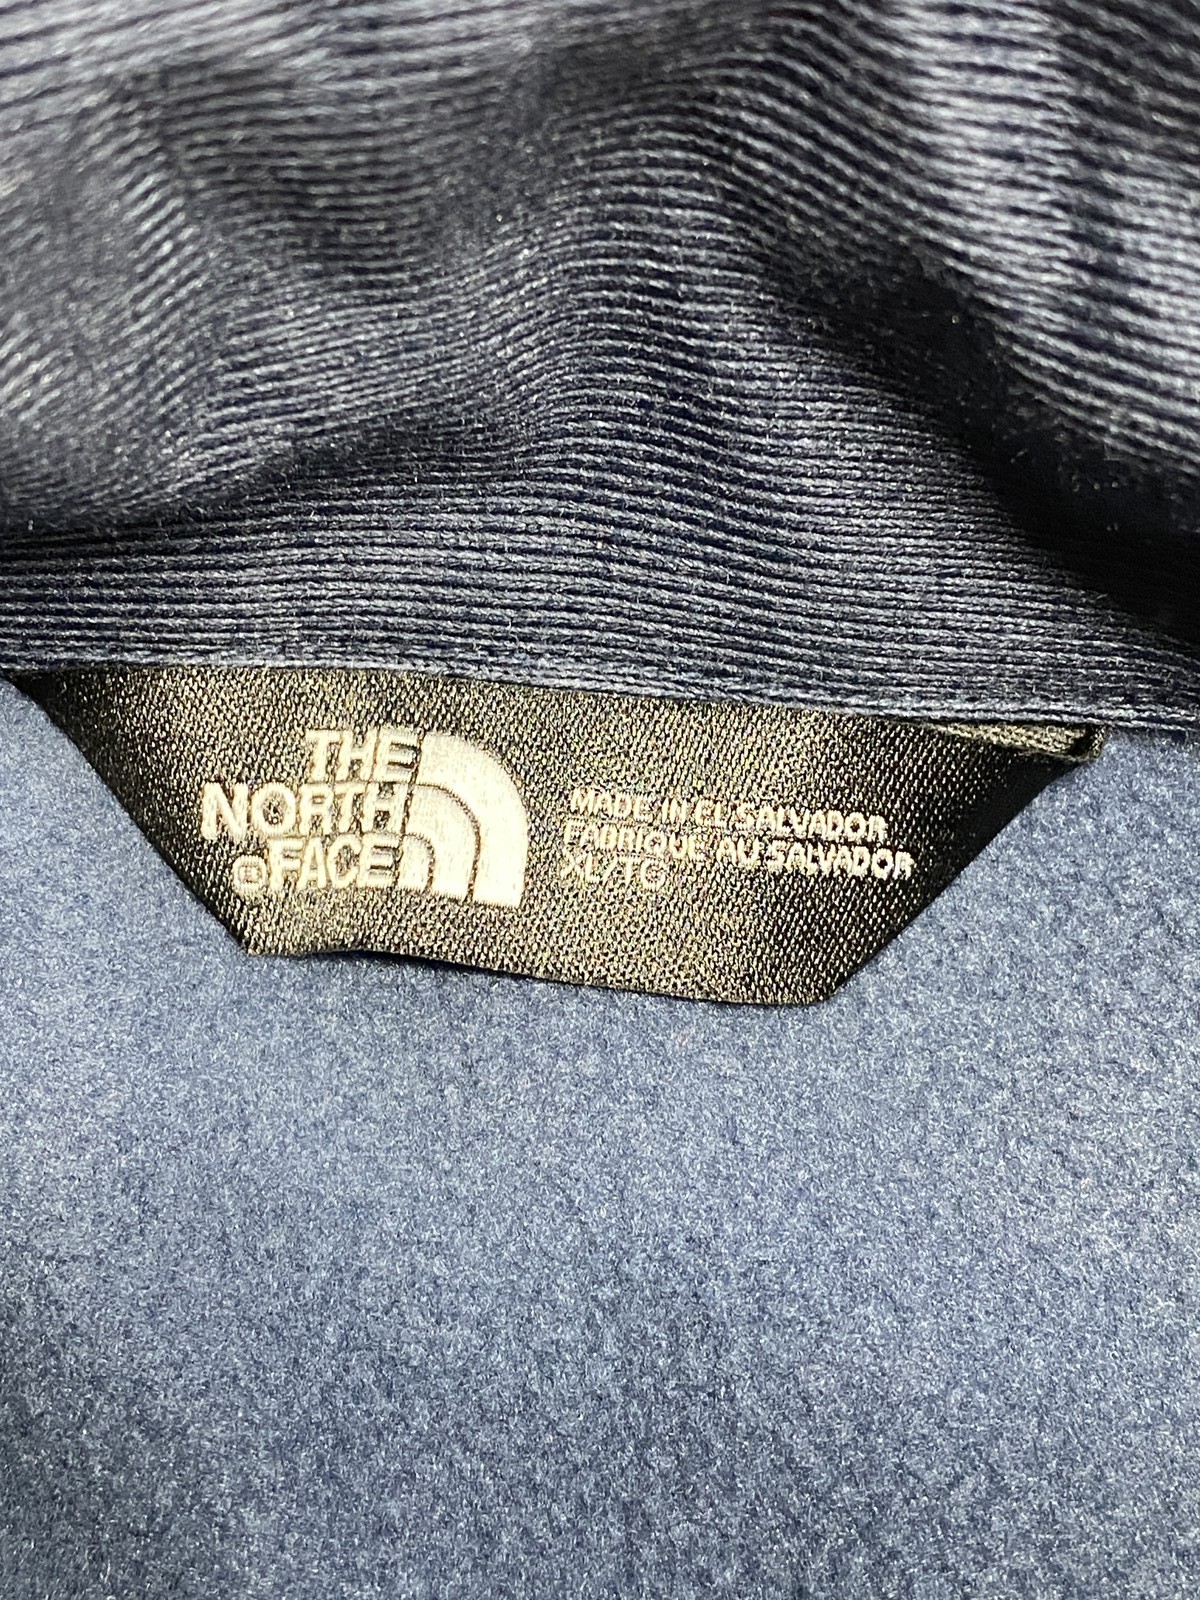 THE
NORTH
® FACE
MADE IN EL SALVADOR
FABRIQUÉ AU SALVADOR
XL/TG